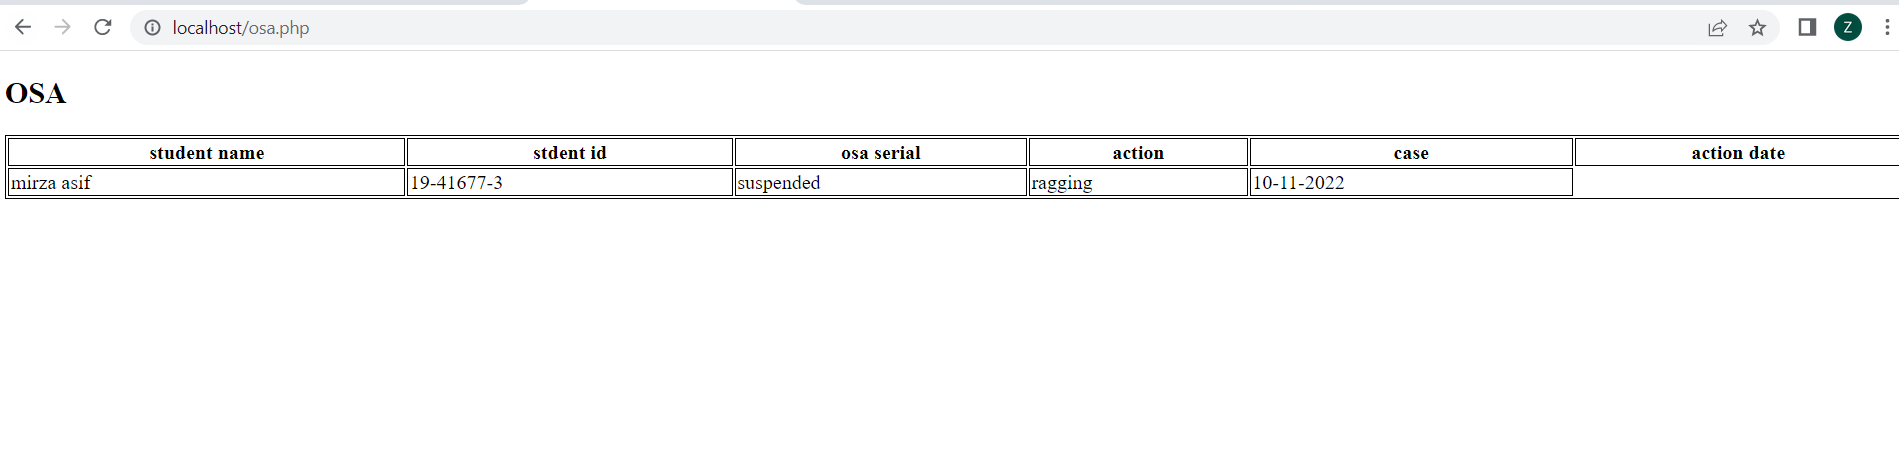 localhost/osa.php
Z
OSA
student name stdent id osa serial action case action date
mirza asif 19-41677-3 suspended ragging 10-11-2022